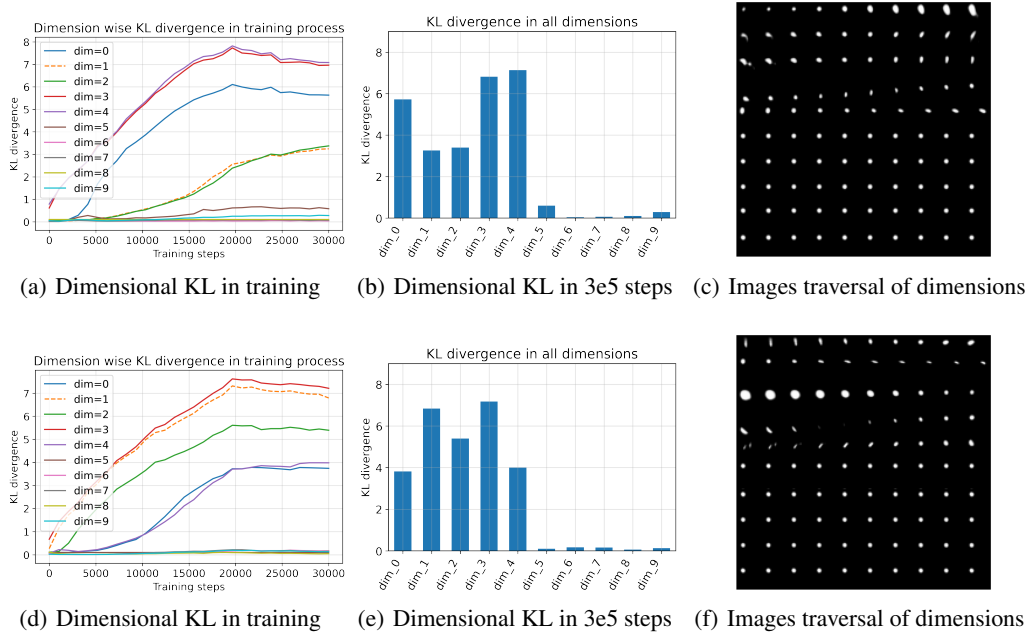 Dimension wise KL divergence in training process
KL divergence
8
7
6
5
4
3
2
1
0
dim=0
dim=1
dim=2
dim=3
dim=4
dim=5
dim=6
dim=7
dim=8
dim=9
0 5000 10000 15000 20000 25000 30000
Training steps
KL divergence in all dimensions
KL divergence
8
6
4
2
0
dim_0 dim_1 dim_2 dim_3 dim_4 dim_5 dim_6 dim_7 dim_8 dim_9
(a) Dimensional KL in training
(b) Dimensional KL in 3e5 steps
(c) Images traversal of dimensions
Dimension wise KL divergence in training process
KL divergence
7
6
5
4
3
2
1
0
dim=0
dim=1
dim=2
dim=3
dim=4
dim=5
dim=6
dim=7
dim=8
dim=9
0 5000 10000 15000 20000 25000 30000
Training steps
KL divergence in all dimensions
KL divergence
8
6
4
2
0
dim_0 dim_1 dim_2 dim_3 dim_4 dim_5 dim_6 dim_7 dim_8 dim_9
(d) Dimensional KL in training
(e) Dimensional KL in 3e5 steps
(f) Images traversal of dimensions